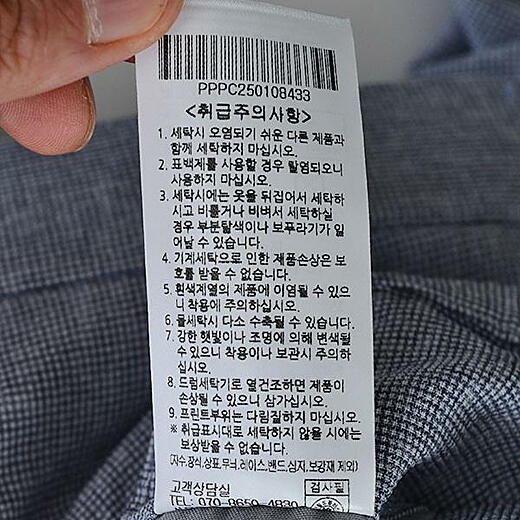 PPPC250108433
<취급주의사항>
1. 세탁시 오염되기 쉬운 다른 제품과
함께 세탁하지 마십시오.
2. 표백제를 사용할 경우 탈염되오니
사용하지 마십시오.
3. 세탁시에는 옷을 뒤집어서 세탁하
시고 비틀거나 비벼서 세탁하실
경우 부분탈색이나 보푸라기가 일
어날 수 있습니다.
4. 기계세탁으로 인한 제품손상은 보
호를 받을 수 없습니다.
5. 흰색계열의 제품에 이염될 수 있으
니 착용에 주의하십시오.
6. 물세탁시 다소 수축될 수 있습니다.
7. 강한 햇빛이나 조명에 의해 변색될
수 있으니 착용이나 보관시 주의하
십시오.
8. 드럼세탁기로 열건조하면 제품이
손상될 수 있으니 삼가십시오.
9. 프린트부위는 다림질하지 마십시오.
※ 취급표시대로 세탁하지 않을 시에는
보상받을 수 없습니다.
(자수,장식,상표,무늬,레이스,밴드,심지,보강재 제외)
고객상담실 검사필
TEL: 070-8650-4930